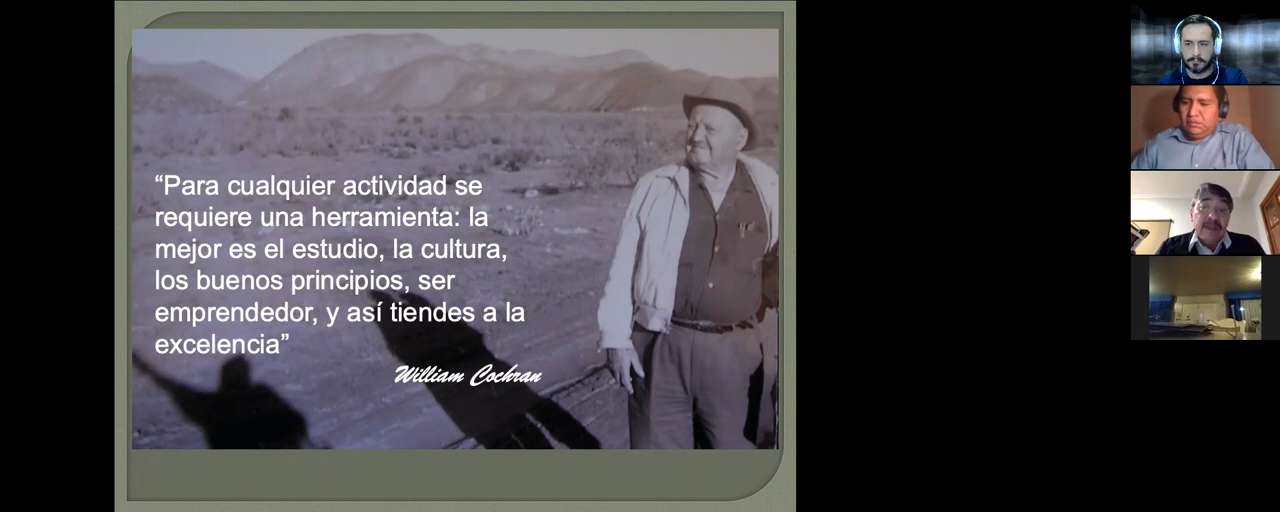 “Para cualquier actividad se
requiere una herramienta: la
mejor es el estudio, la cultura,
los buenos principios, ser
emprendedor, y así tiendes a la
excelencia”
William Cochran